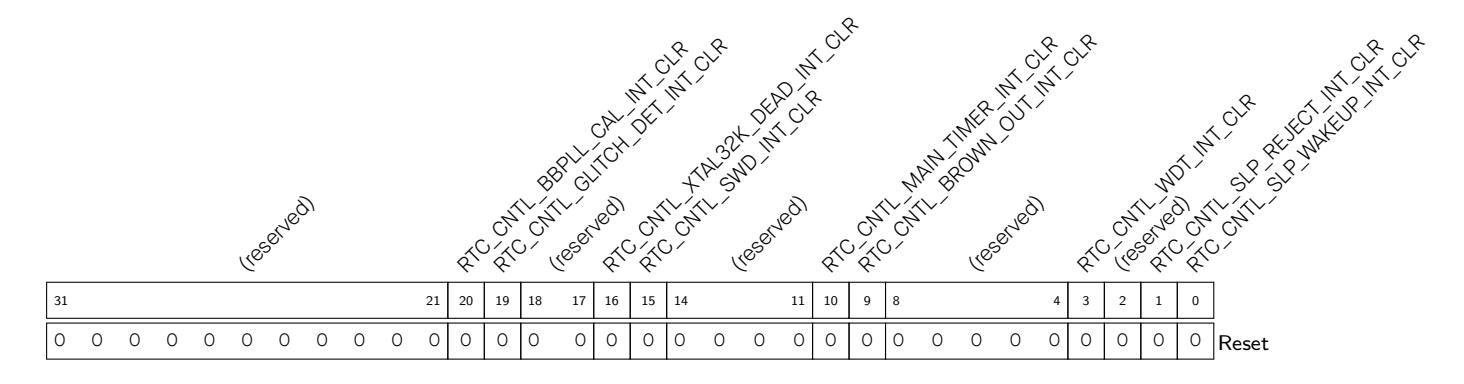 (reserved)
RTC_CNTL_BBPLL_CAL_INT_CLR
RTC_CNTL_GLITCH_DET_INT_CLR
(reserved)
RTC_CNTL_XTAL32K_DEAD_INT_CLR
RTC_CNTL_SWD_INT_CLR
(reserved)
RTC_CNTL_MAIN_TIMER_INT_CLR
RTC_CNTL_BROWN_OUT_INT_CLR
(reserved)
RTC_CNTL_WDT_INT_CLR
(reserved)
RTC_CNTL_SLP_REJECT_INT_CLR
RTC_CNTL_SLP_WAKEUP_INT_CLR
31 21 20 19 18 17 16 15 14 11 10 9 8 4 3 2 1 0
0 0 0 0 0 0 0 0 0 0 0 0 0 0 0 0 0 0 0 0 0 0 0 0 0 0 0 0 0 0 0 0 Reset